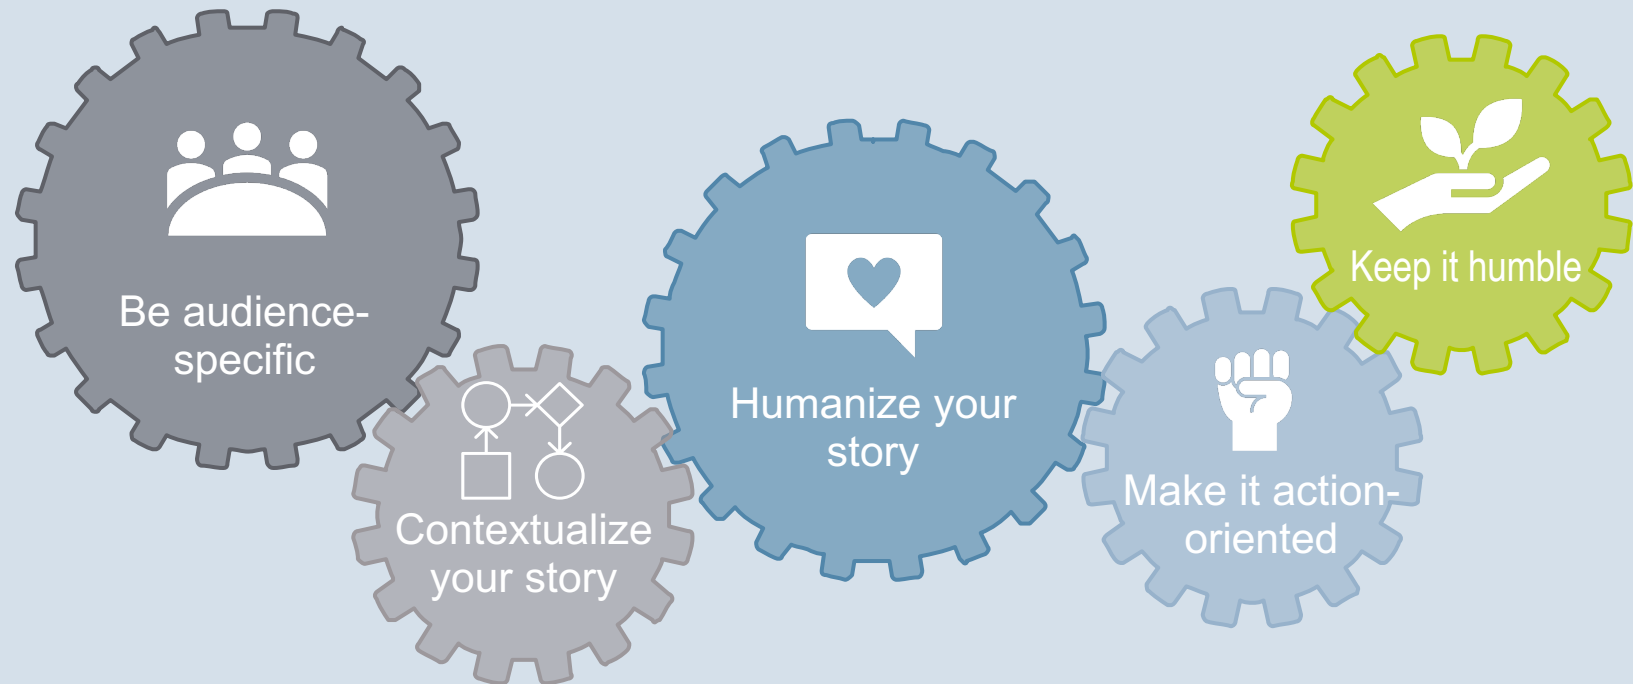 Be audience-
specific
Contextualize
your story
Humanize your
story
Make it action-
oriented
Keep it humble